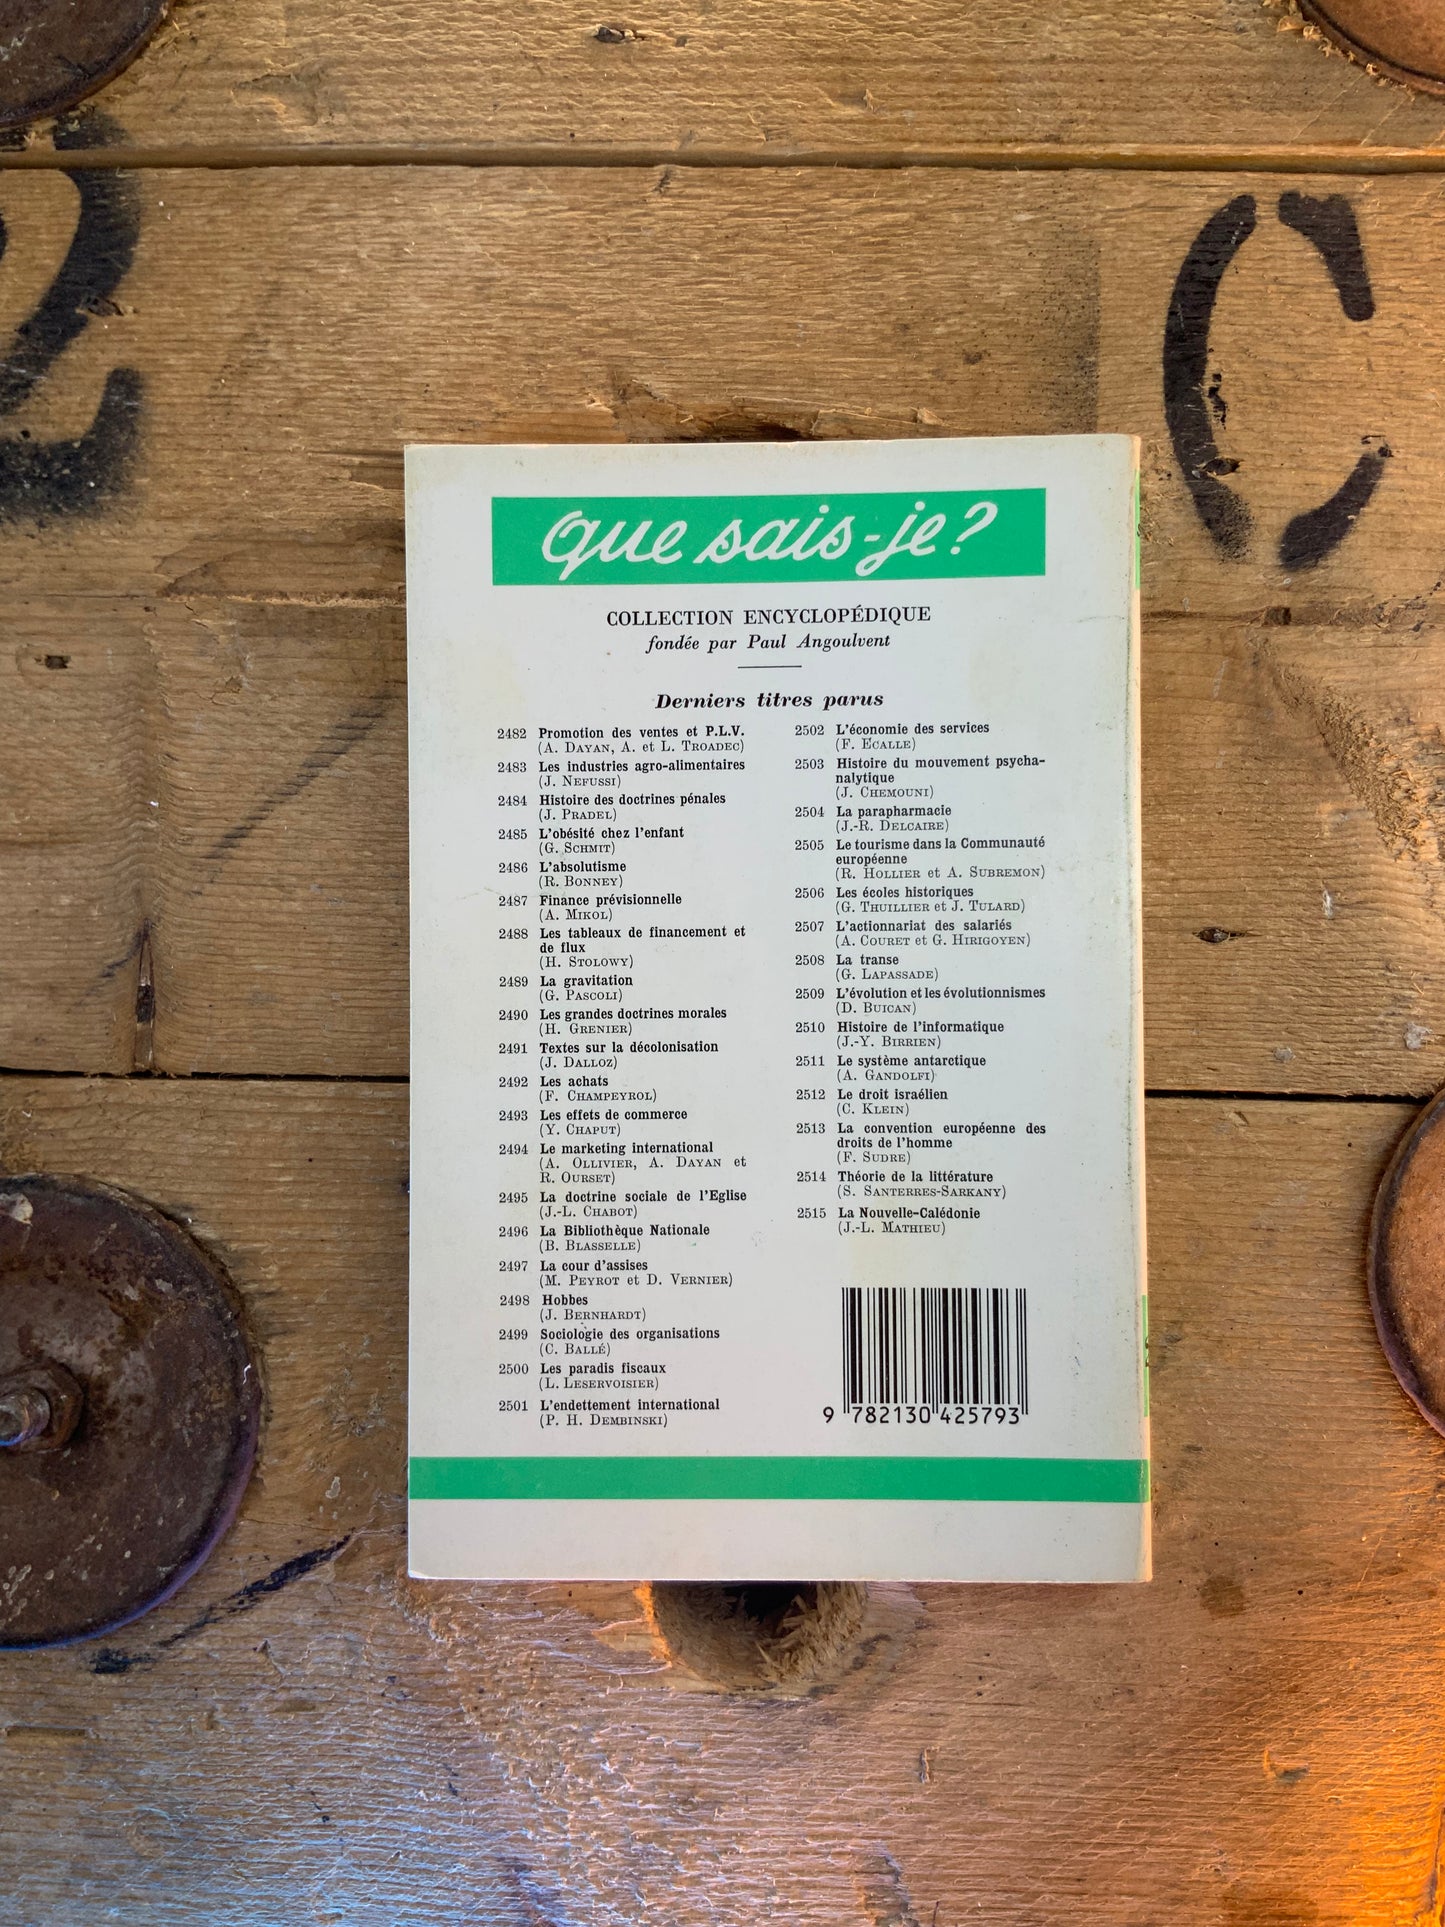 2
C
Que sais-je?
COLLECTION ENCYCLOPÉDIQUE
fondée par Paul Angoulvent
Derniers titres parus
2482 Promotion des ventes et P.L.V.
(A. DAYAN, A. et L. TROADEC)
2483 Les industries agro-alimentaires
(J. NEFUSSI)
2484 Histoire des doctrines pénales
(J. PRADEL)
2485 L'obésité chez l'enfant
(G. SCHMIT)
2486 L'absolutisme
(R. BONNEY)
2487 Finance prévisionnelle
(A. MIKOL)
2488 Les tableaux de financement et
de flux
(H. STOLOWY)
2489 La gravitation
(G. PASCOLI)
2490 Les grandes doctrines morales
(H. GRENIER)
2491 Textes sur la décolonisation
(J. DALLOZ)
2492 Les achats
(F. CHAMPEYROL)
2493 Les effets de commerce
(Y. CHAPUT)
2494 Le marketing international
(A. OLLIVIER, A. DAYAN et
R. OURSET)
2495 La doctrine sociale de l'Eglise
(J.-L. CHABOT)
2496 La Bibliothèque Nationale
(B. BLASSELLE)
2497 La cour d'assises
(M. PEYROT et D. VERNIER)
2498 Hobbes
(J. BERNHARDT)
2499 Sociologie des organisations
(C. BALLÉ)
2500 Les paradis fiscaux
(L. LESERVOISIER)
2501 L'endettement international
(P. H. DEMBINSKI)
2502 L'économie des services
(F. ECALLE)
2503 Histoire du mouvement psycha-
nalytique
(J. CHEMOUNI)
2504 La parapharmacie
(J.-R. DELCAIRE)
2505 Le tourisme dans la Communauté
européenne
(R. HOLLIER et A. SUBREMON)
2506 Les écoles historiques
(G. THUILLIER et J. TULARD)
2507 L'actionnariat des salariés
(A. COURET et G. HIRIGOYEN)
2508 La transe
(G. LAPASSADE)
2509 L'évolution et les évolutionnismes
(D. BUICAN)
2510 Histoire de l'informatique
(J.-Y. BIRRIEN)
2511 Le système antarctique
(A. GANDOLFI)
2512 Le droit israélien
(C. KLEIN)
2513 La convention européenne des
droits de l'homme
(F. SUDRE)
2514 Théorie de la littérature
(S. SANTERRES-SARKANY)
2515 La Nouvelle-Calédonie
(J.-L. MATHIEU)
9 782130 425793